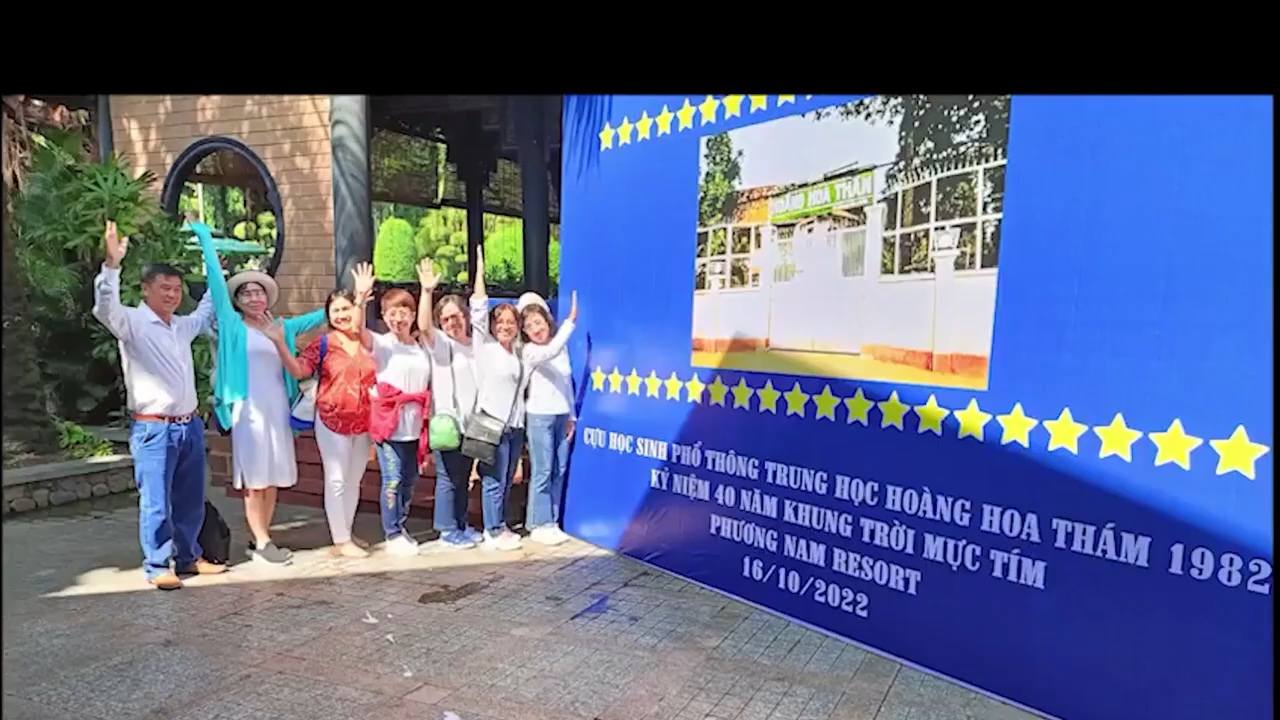 HOÀNG HOA THÁM
CỰU HỌC SINH PHỔ THÔNG TRUNG HỌC HOÀNG HOA THÁM 1982
KỶ NIỆM 40 NĂM KHUNG TRỜI MỰC TÍM
PHƯƠNG NAM RESORT
16/10/2022